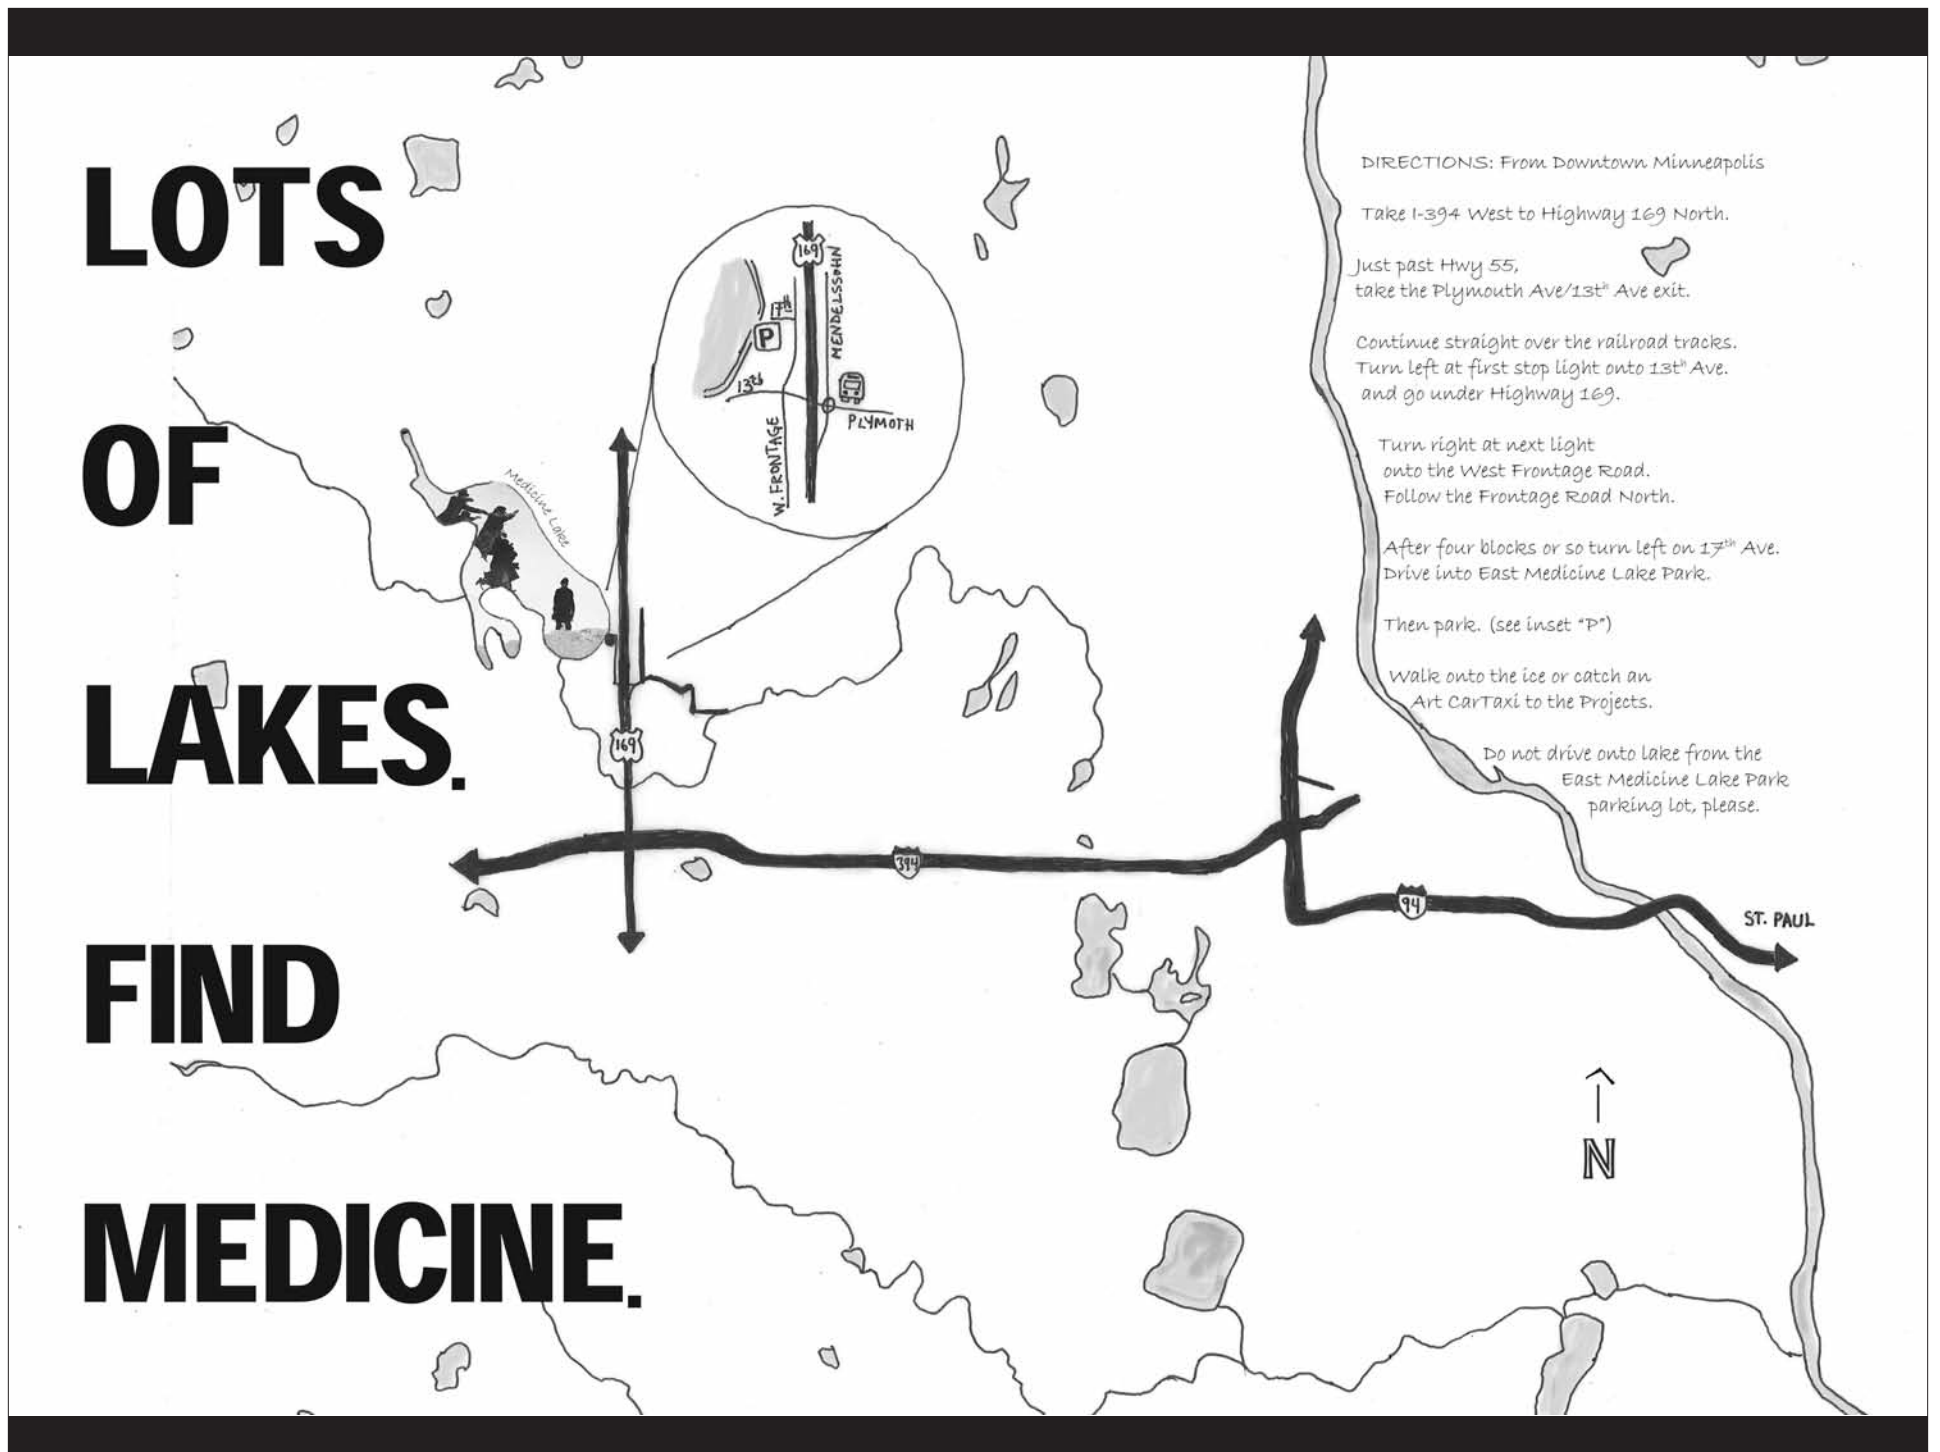 LOTS
OF
LAKES.
FIND
MEDICINE.
Medicine Lake
169
MENDELSSOHN
17th
P
13th
PLYMOTH
W. FRONTAGE
169
394
94
ST. PAUL
N
DIRECTIONS: From Downtown Minneapolis
Take I-394 West to Highway 169 North.
Just past Hwy 55,
take the Plymouth Ave/13th Ave exit.
Continue straight over the railroad tracks.
Turn left at first stop light onto 13th Ave.
and go under Highway 169.
Turn right at next light
onto the West Frontage Road.
Follow the Frontage Road North.
After four blocks or so turn left on 17th Ave.
Drive into East Medicine Lake Park.
Then park. (see inset "P")
Walk onto the ice or catch an
Art CarTaxi to the Projects.
Do not drive onto lake from the
East Medicine Lake Park
parking lot, please.